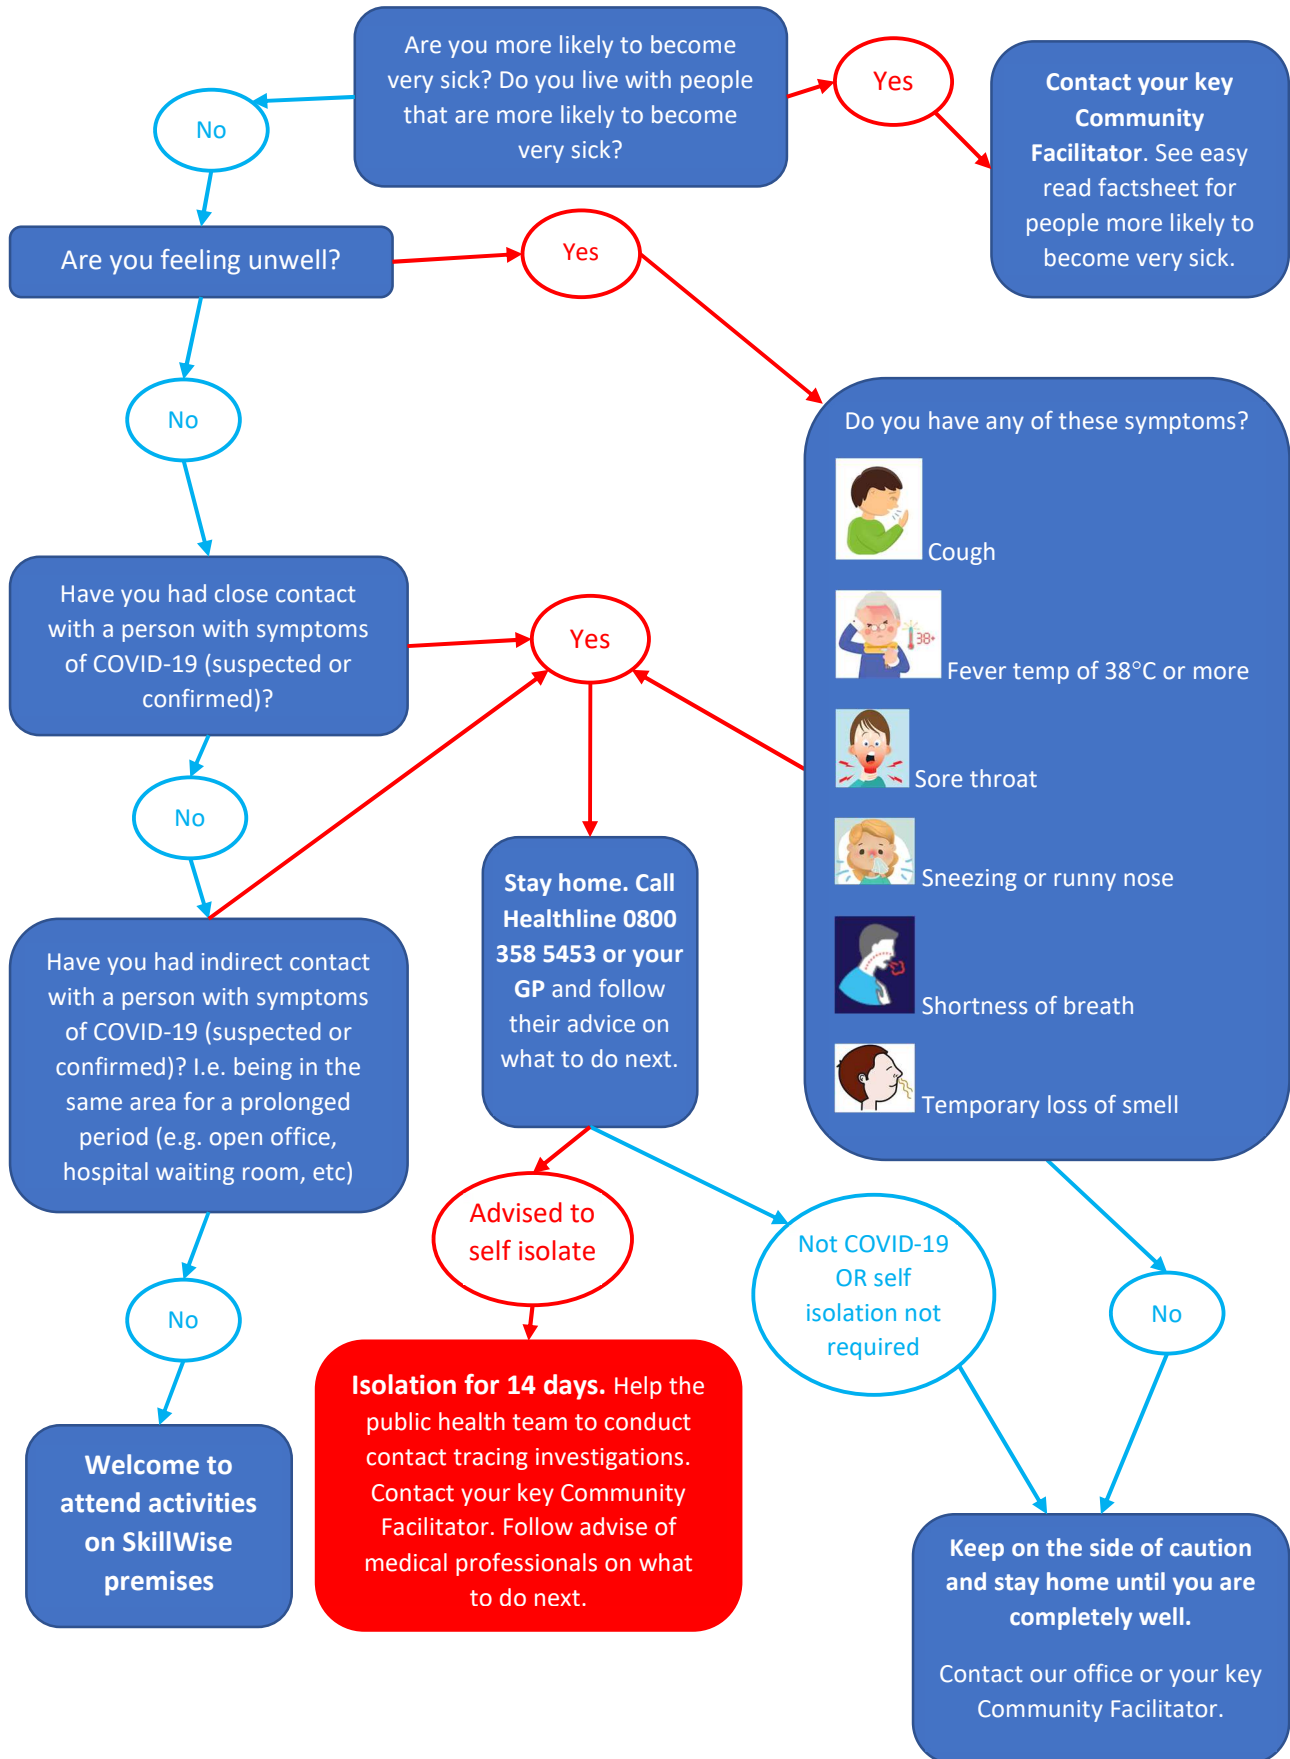 Are you more likely to become
very sick? Do you live with people
that are more likely to become
very sick?
Yes
Contact your key
Community
Facilitator. See easy
read factsheet for
people more likely to
become very sick.
No
Are you feeling unwell?
Yes
No
Do you have any of these symptoms?
Cough
38+
Fever temp of 38°C or more
Sore throat
Sneezing or runny nose
Shortness of breath
Temporary loss of smell
Have you had close contact
with a person with symptoms
of COVID-19 (suspected or
confirmed)?
Yes
No
Stay home. Call
Healthline 0800
358 5453 or your
GP and follow
their advice on
what to do next.
Have you had indirect contact
with a person with symptoms
of COVID-19 (suspected or
confirmed)? I.e. being in the
same area for a prolonged
period (e.g. open office,
hospital waiting room, etc)
Advised to
self isolate
Not COVID-19
OR self
isolation not
required
No
No
Isolation for 14 days. Help the
public health team to conduct
contact tracing investigations.
Contact your key Community
Facilitator. Follow advise of
medical professionals on what
to do next.
Welcome to
attend activities
on SkillWise
premises
Keep on the side of caution
and stay home until you are
completely well.
Contact our office or your key
Community Facilitator.